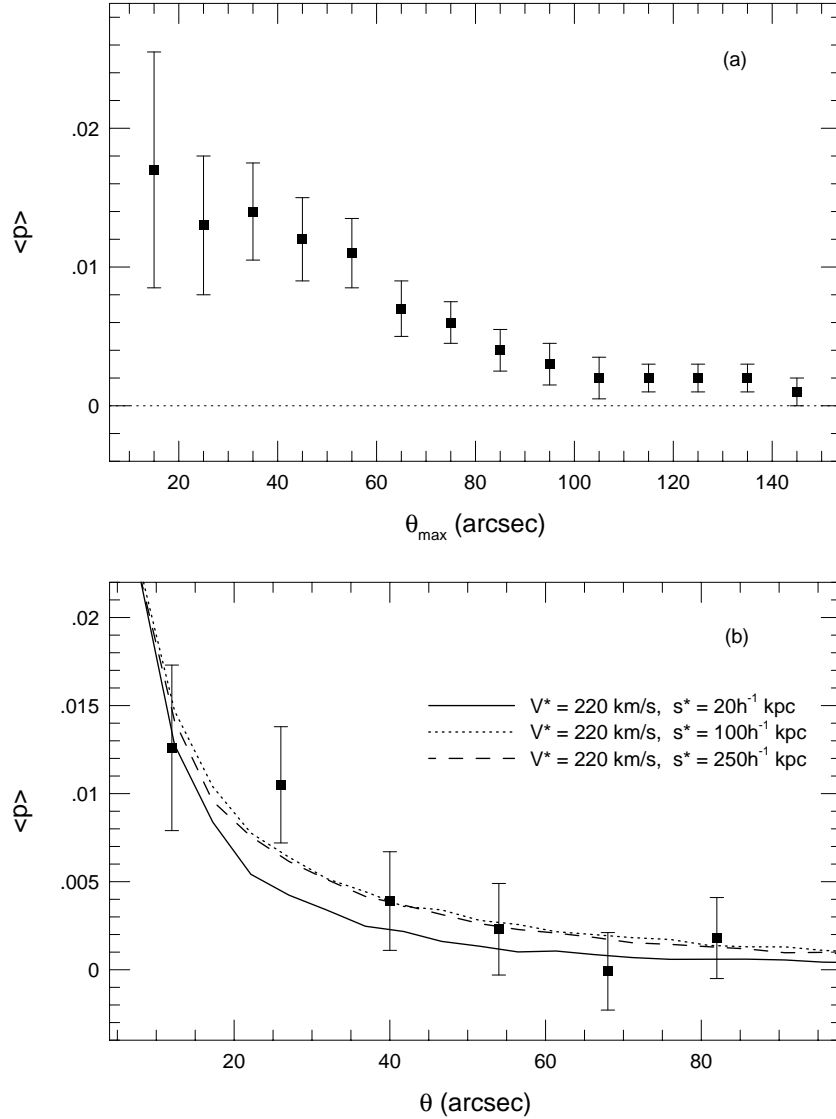 (a)
.02
.01
0
<p>
20 40 60 80 100 120 140
θmax (arcsec)
(b)
.02
.015
.01
.005
0
<p>
V* = 220 km/s, s* = 20h⁻¹ kpc
V* = 220 km/s, s* = 100h⁻¹ kpc
V* = 220 km/s, s* = 250h⁻¹ kpc
20 40 60 80
θ (arcsec)